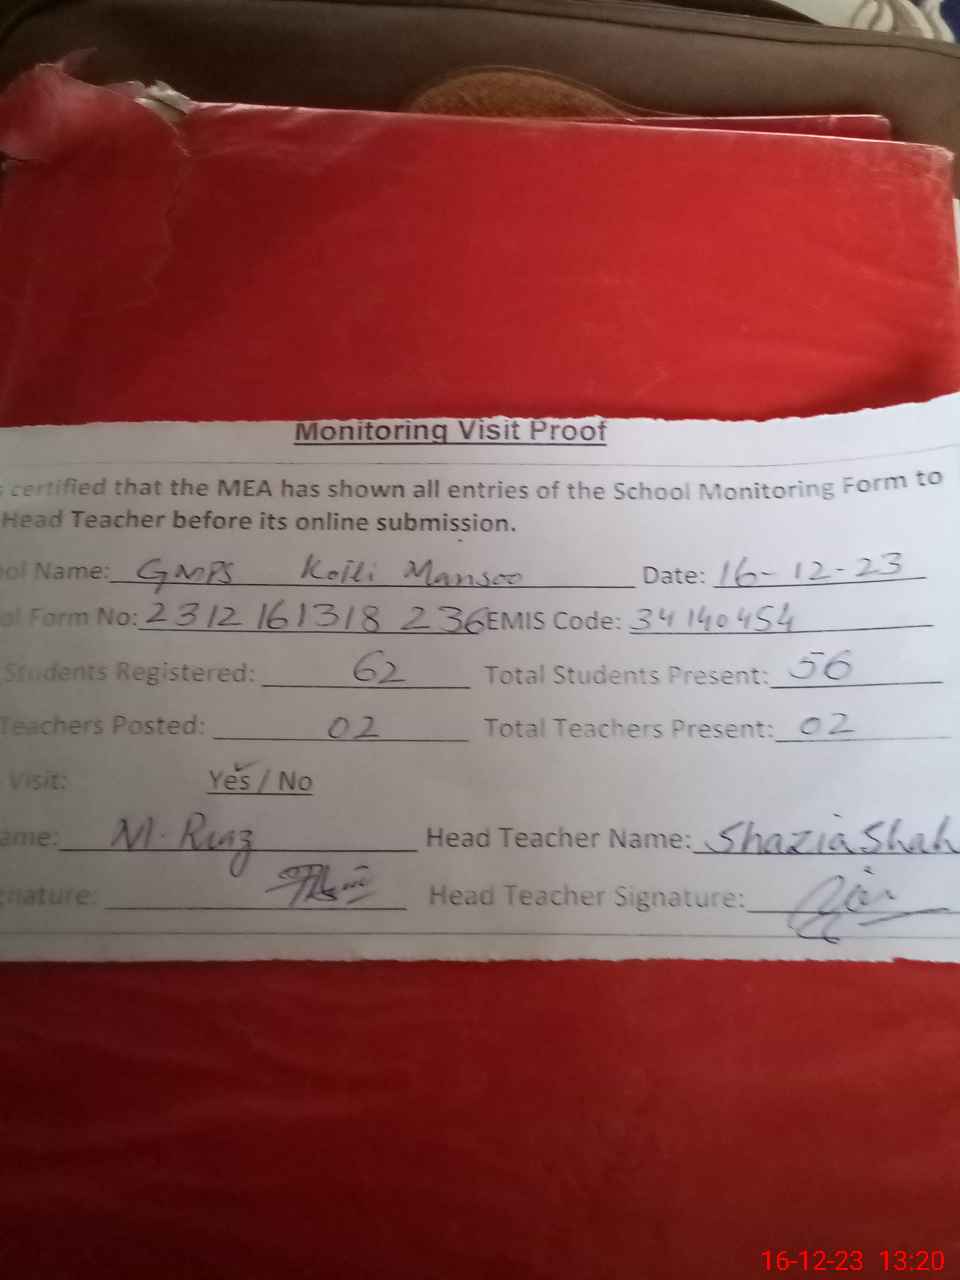 Monitoring Visit Proof
certified that the MEA has shown all entries of the School Monitoring Form to
Head Teacher before its online submission.
ol Name: GMPS Koili Mansoo Date: 16-12-23
al Form No: 2312 161318 236 EMIS Code: 34140454
Students Registered: 62 Total Students Present: 56
Teachers Posted: 02 Total Teachers Present: 02
Visit: Yes / No
ame: M. Riaz Head Teacher Name: Shazia Shah
gnature: Head Teacher Signature:
16-12-23 13:20